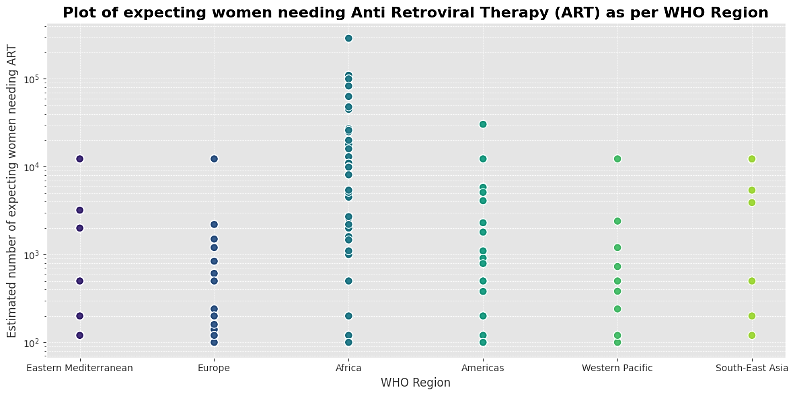 Plot of expecting women needing Anti Retroviral Therapy (ART) as per WHO Region
Estimated number of expecting women needing ART
10^5
10^4
10^3
10^2
Eastern Mediterranean
Europe
Africa
Americas
Western Pacific
South-East Asia
WHO Region